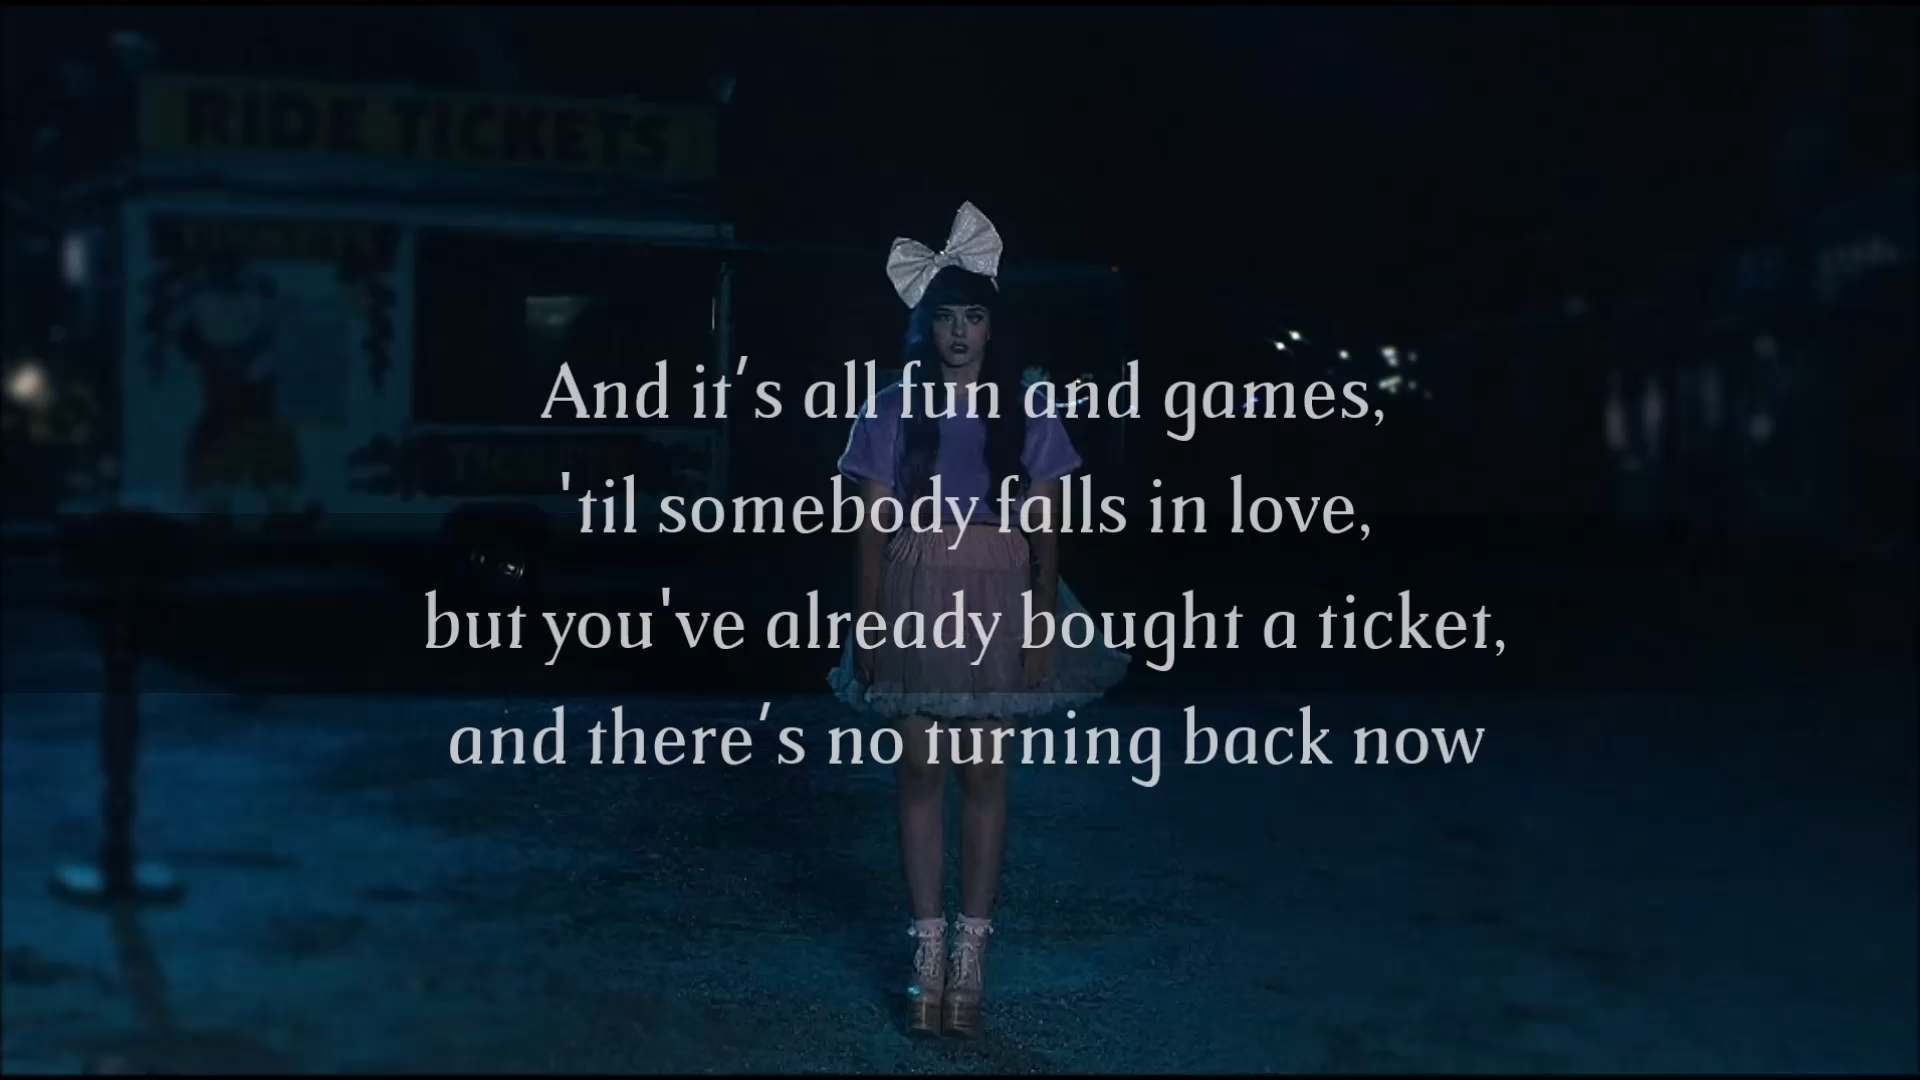 RIDE TICKETS
TICKETS
And it's all fun and games,
'til somebody falls in love,
but you've already bought a ticket,
and there's no turning back now